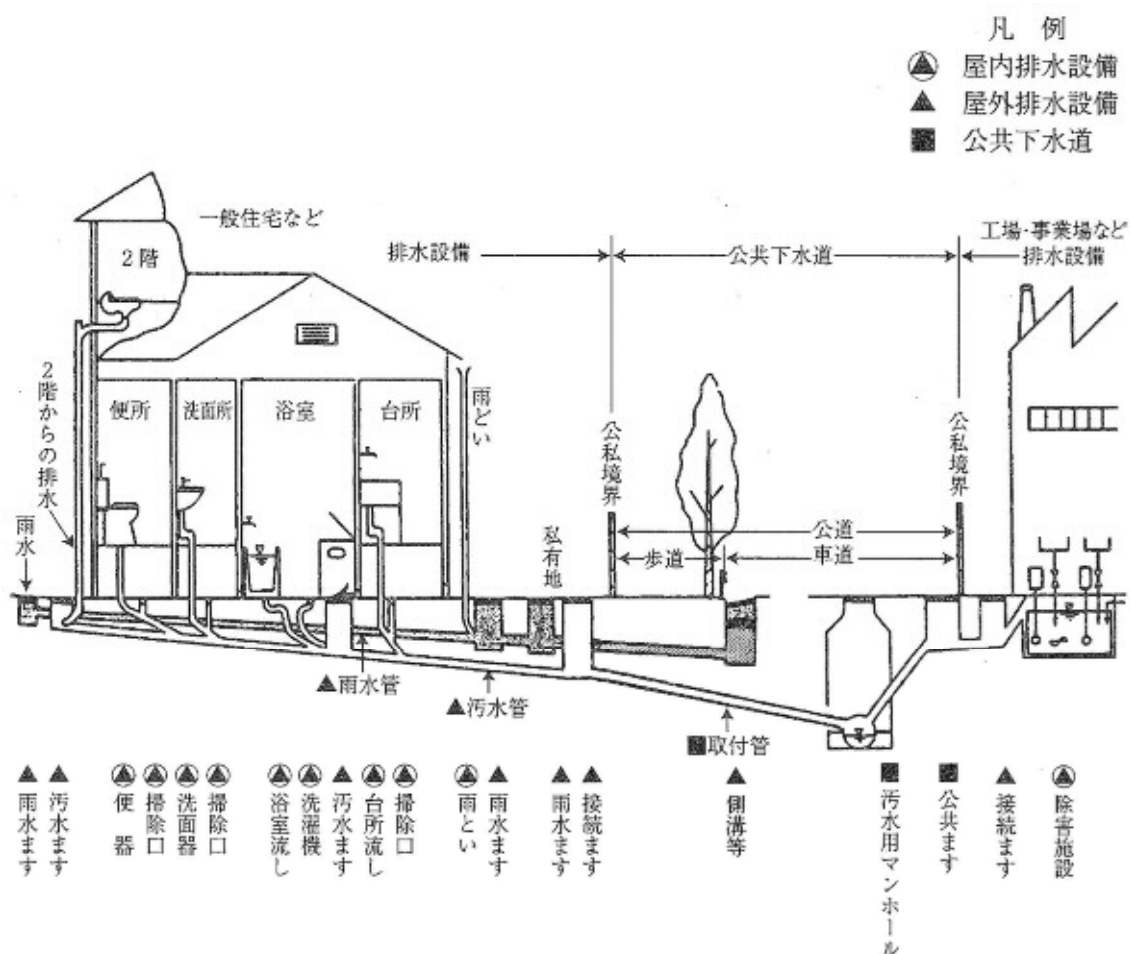 凡 例
屋内排水設備
屋外排水設備
公共下水道
一般住宅など
排水設備
公共下水道
工場・事業場など
排水設備
2階
2階からの排水
便所
洗面所
浴室
台所
雨どい
公私境界
公私境界
雨水
私有地
公道
歩道
車道
▲雨水管
▲汚水管
■取付管
雨水ます
汚水ます
便器
掃除口
洗面器
掃除口
浴室流し
洗濯機
汚水ます
台所流し
掃除口
雨どい
雨水ます
雨水ます
接続ます
側溝等
汚水用マンホール
公共ます
接続ます
除害施設